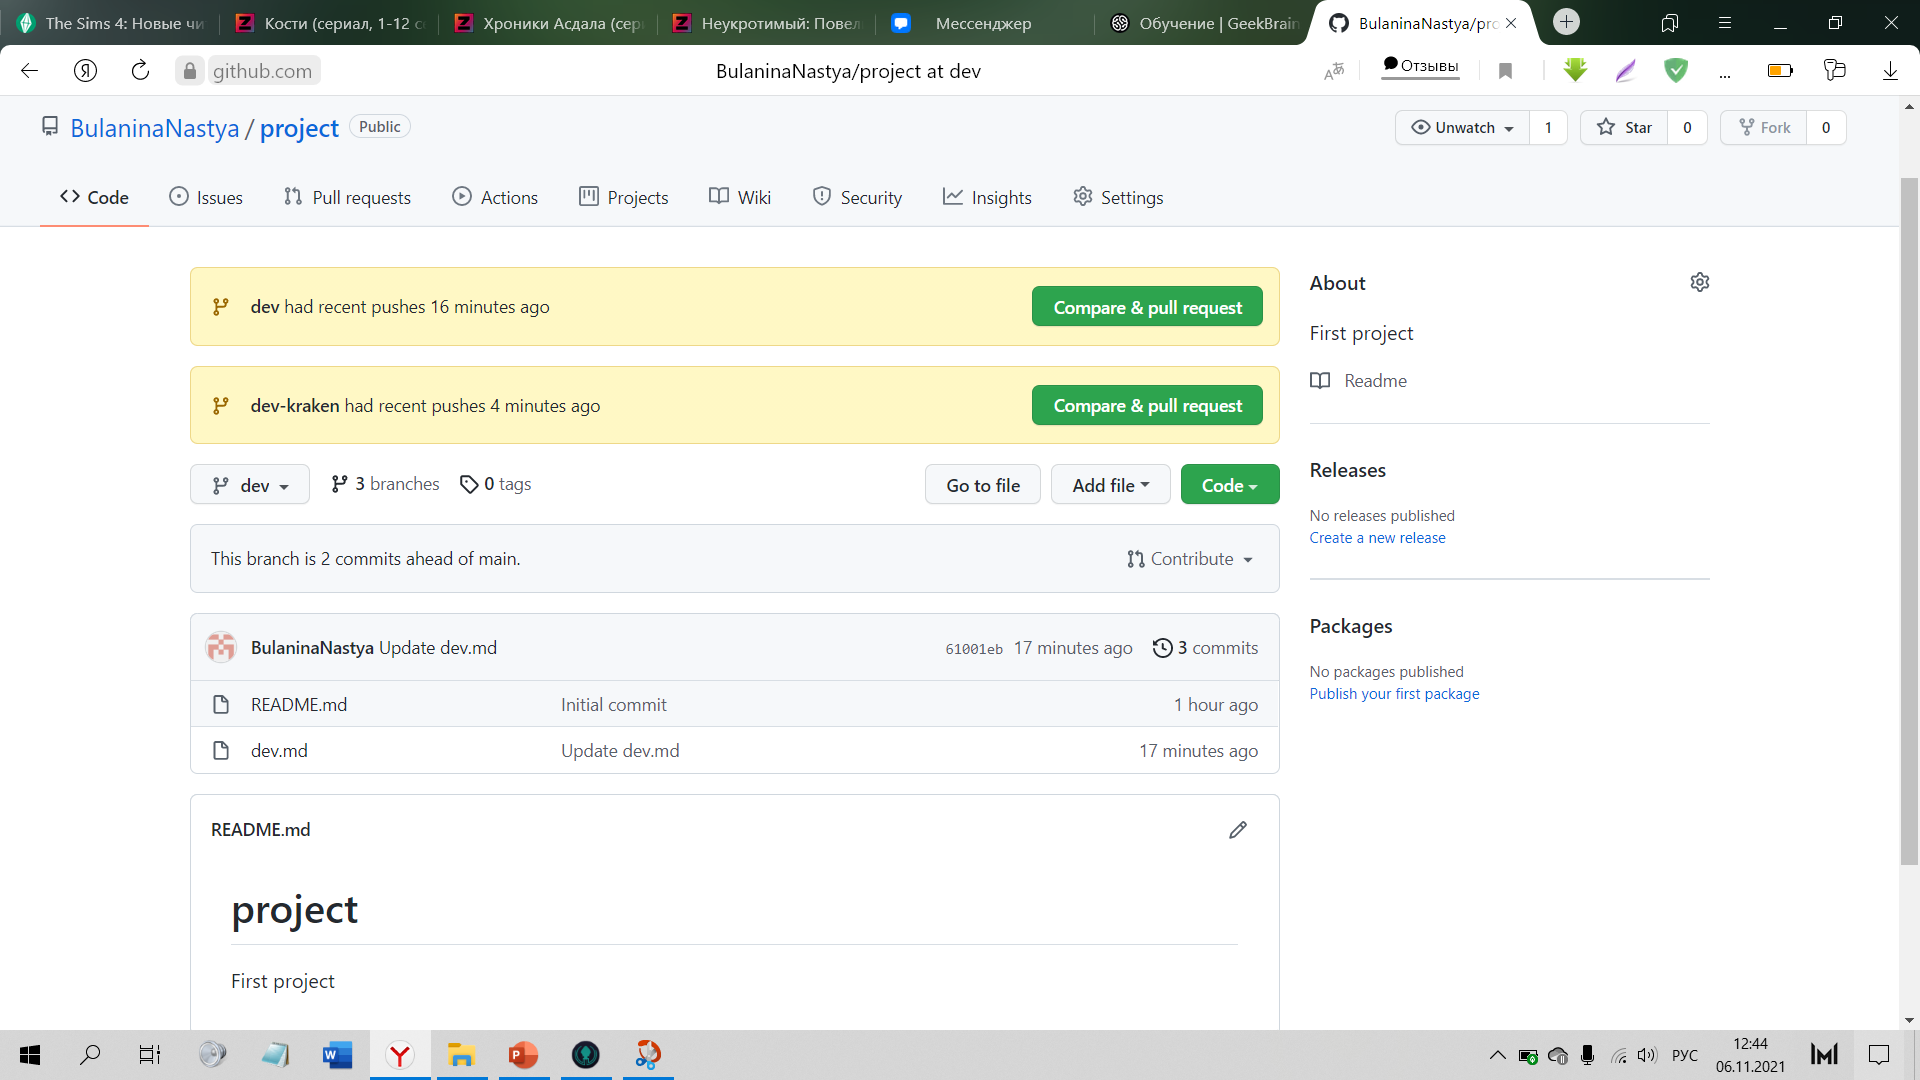 The Sims 4: Новые чи
Кости (сериал, 1-12 с
Хроники Асдала (сер
Неукротимый: Повел
Мессенджер
Обучение | GeekBrain
BulaninaNastya/pro
github.com
BulaninaNastya/project at dev
Отзывы
BulaninaNastya / project Public
Unwatch 1
Star 0
Fork 0
Code
Issues
Pull requests
Actions
Projects
Wiki
Security
Insights
Settings
dev had recent pushes 16 minutes ago
Compare & pull request
dev-kraken had recent pushes 4 minutes ago
Compare & pull request
dev
3 branches
0 tags
Go to file
Add file
Code
This branch is 2 commits ahead of main.
Contribute
BulaninaNastya Update dev.md
61001eb 17 minutes ago
3 commits
README.md Initial commit 1 hour ago
dev.md Update dev.md 17 minutes ago
README.md
project
First project
About
First project
Readme
Releases
No releases published
Create a new release
Packages
No packages published
Publish your first package
РУС
12:44
06.11.2021